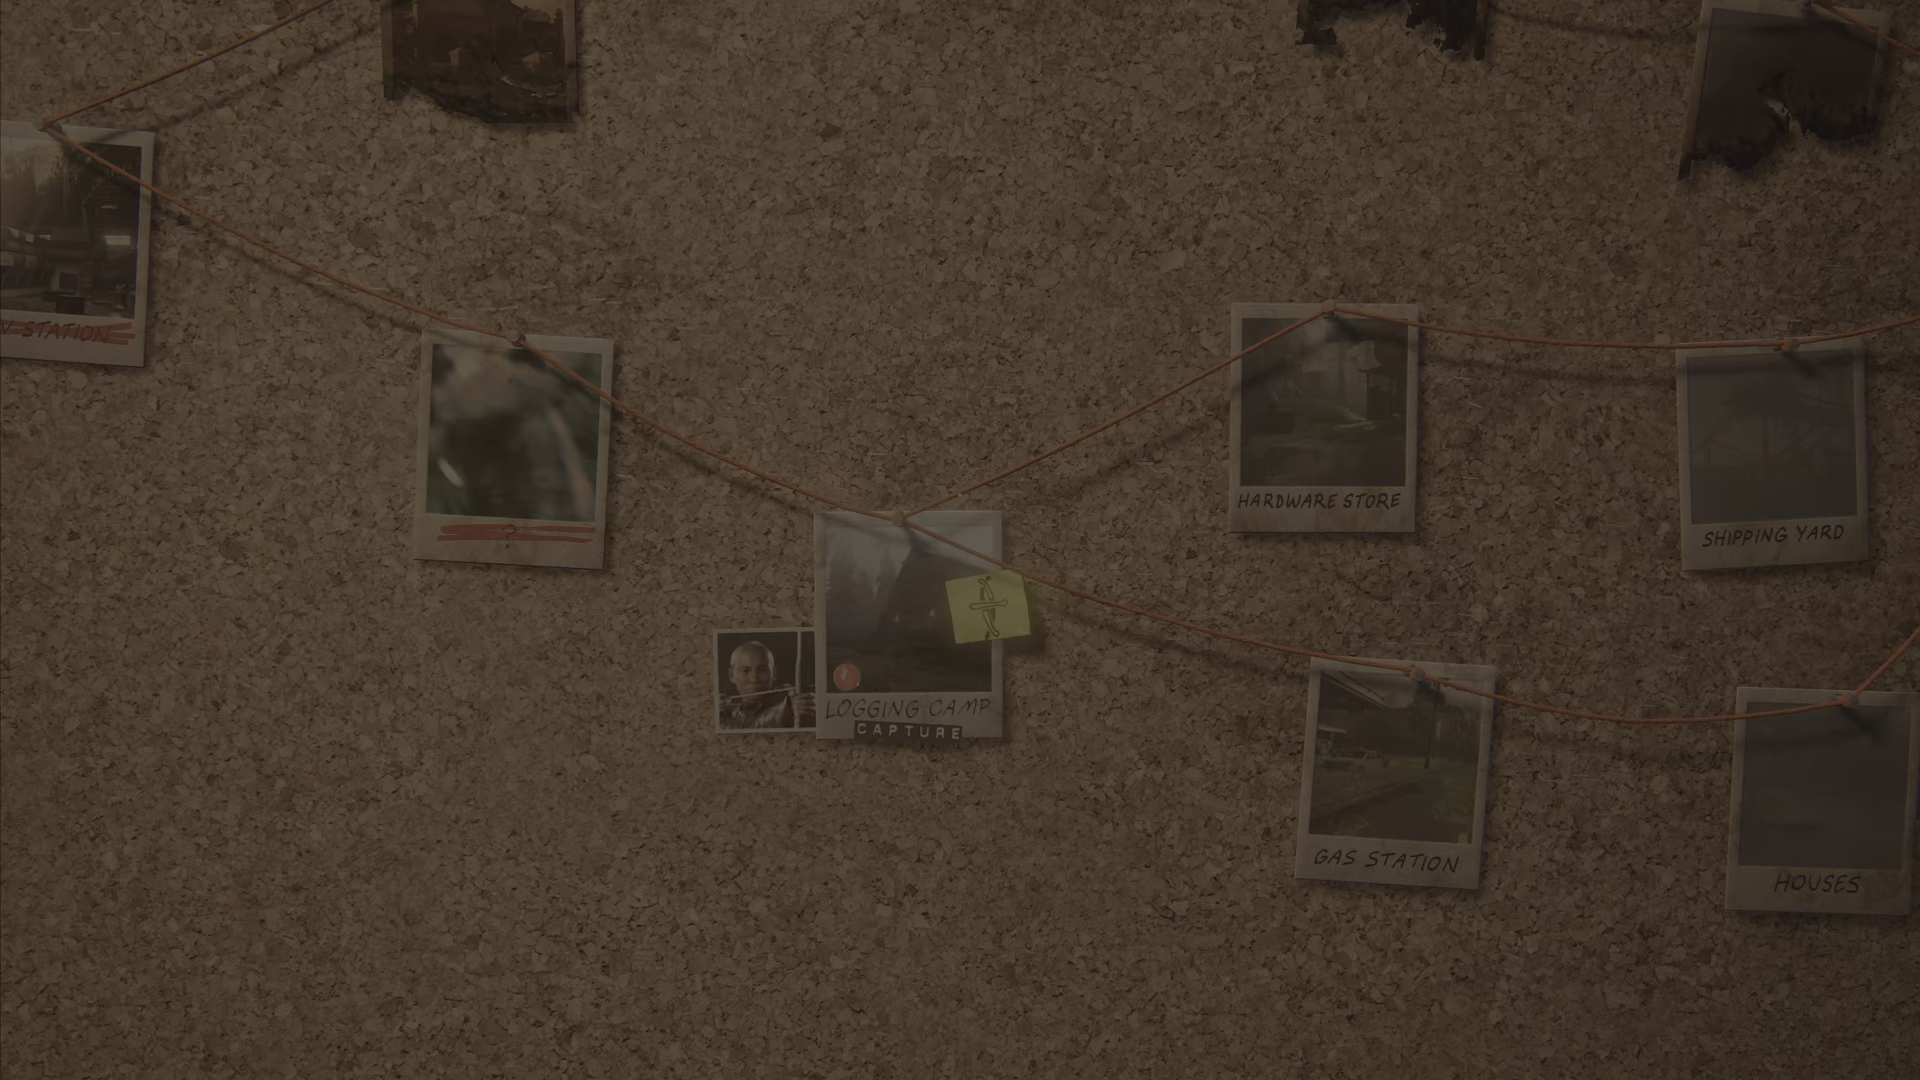 V STATION
?
HARDWARE STORE
SHIPPING YARD
LOGGING CAMP
CAPTURE
GAS STATION
HOUSES